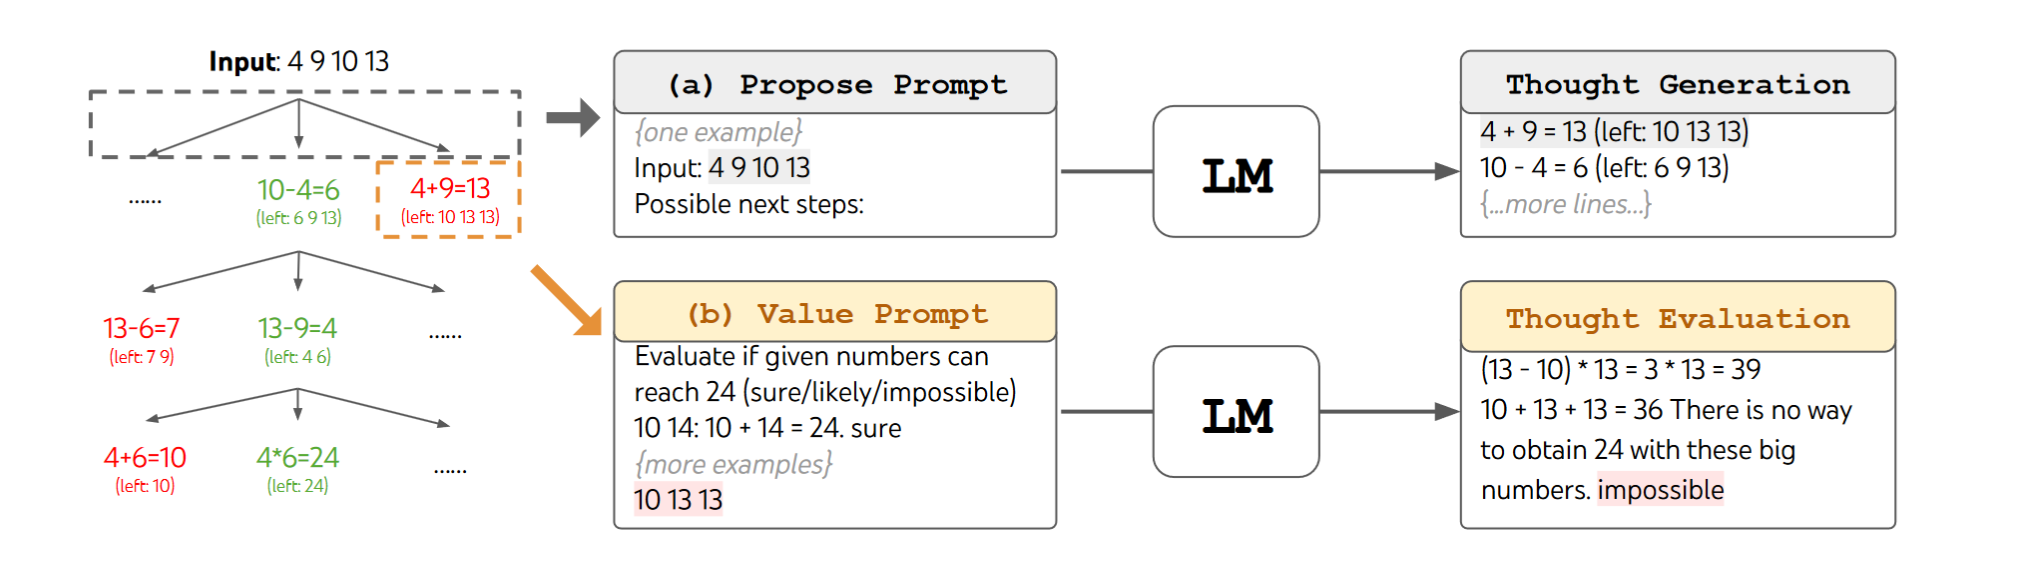 Input: 4 9 10 13
......
10-4=6
(left: 6 9 13)
4+9=13
(left: 10 13 13)
13-6=7
(left: 7 9)
13-9=4
(left: 4 6)
......
4+6=10
(left: 10)
4*6=24
(left: 24)
......
(a) Propose Prompt
{one example}
Input: 4 9 10 13
Possible next steps:
LM
Thought Generation
4 + 9 = 13 (left: 10 13 13)
10 - 4 = 6 (left: 6 9 13)
{...more lines...}
(b) Value Prompt
Evaluate if given numbers can
reach 24 (sure/likely/impossible)
10 14: 10 + 14 = 24. sure
{more examples}
10 13 13
LM
Thought Evaluation
(13 - 10) * 13 = 3 * 13 = 39
10 + 13 + 13 = 36 There is no way
to obtain 24 with these big
numbers. impossible